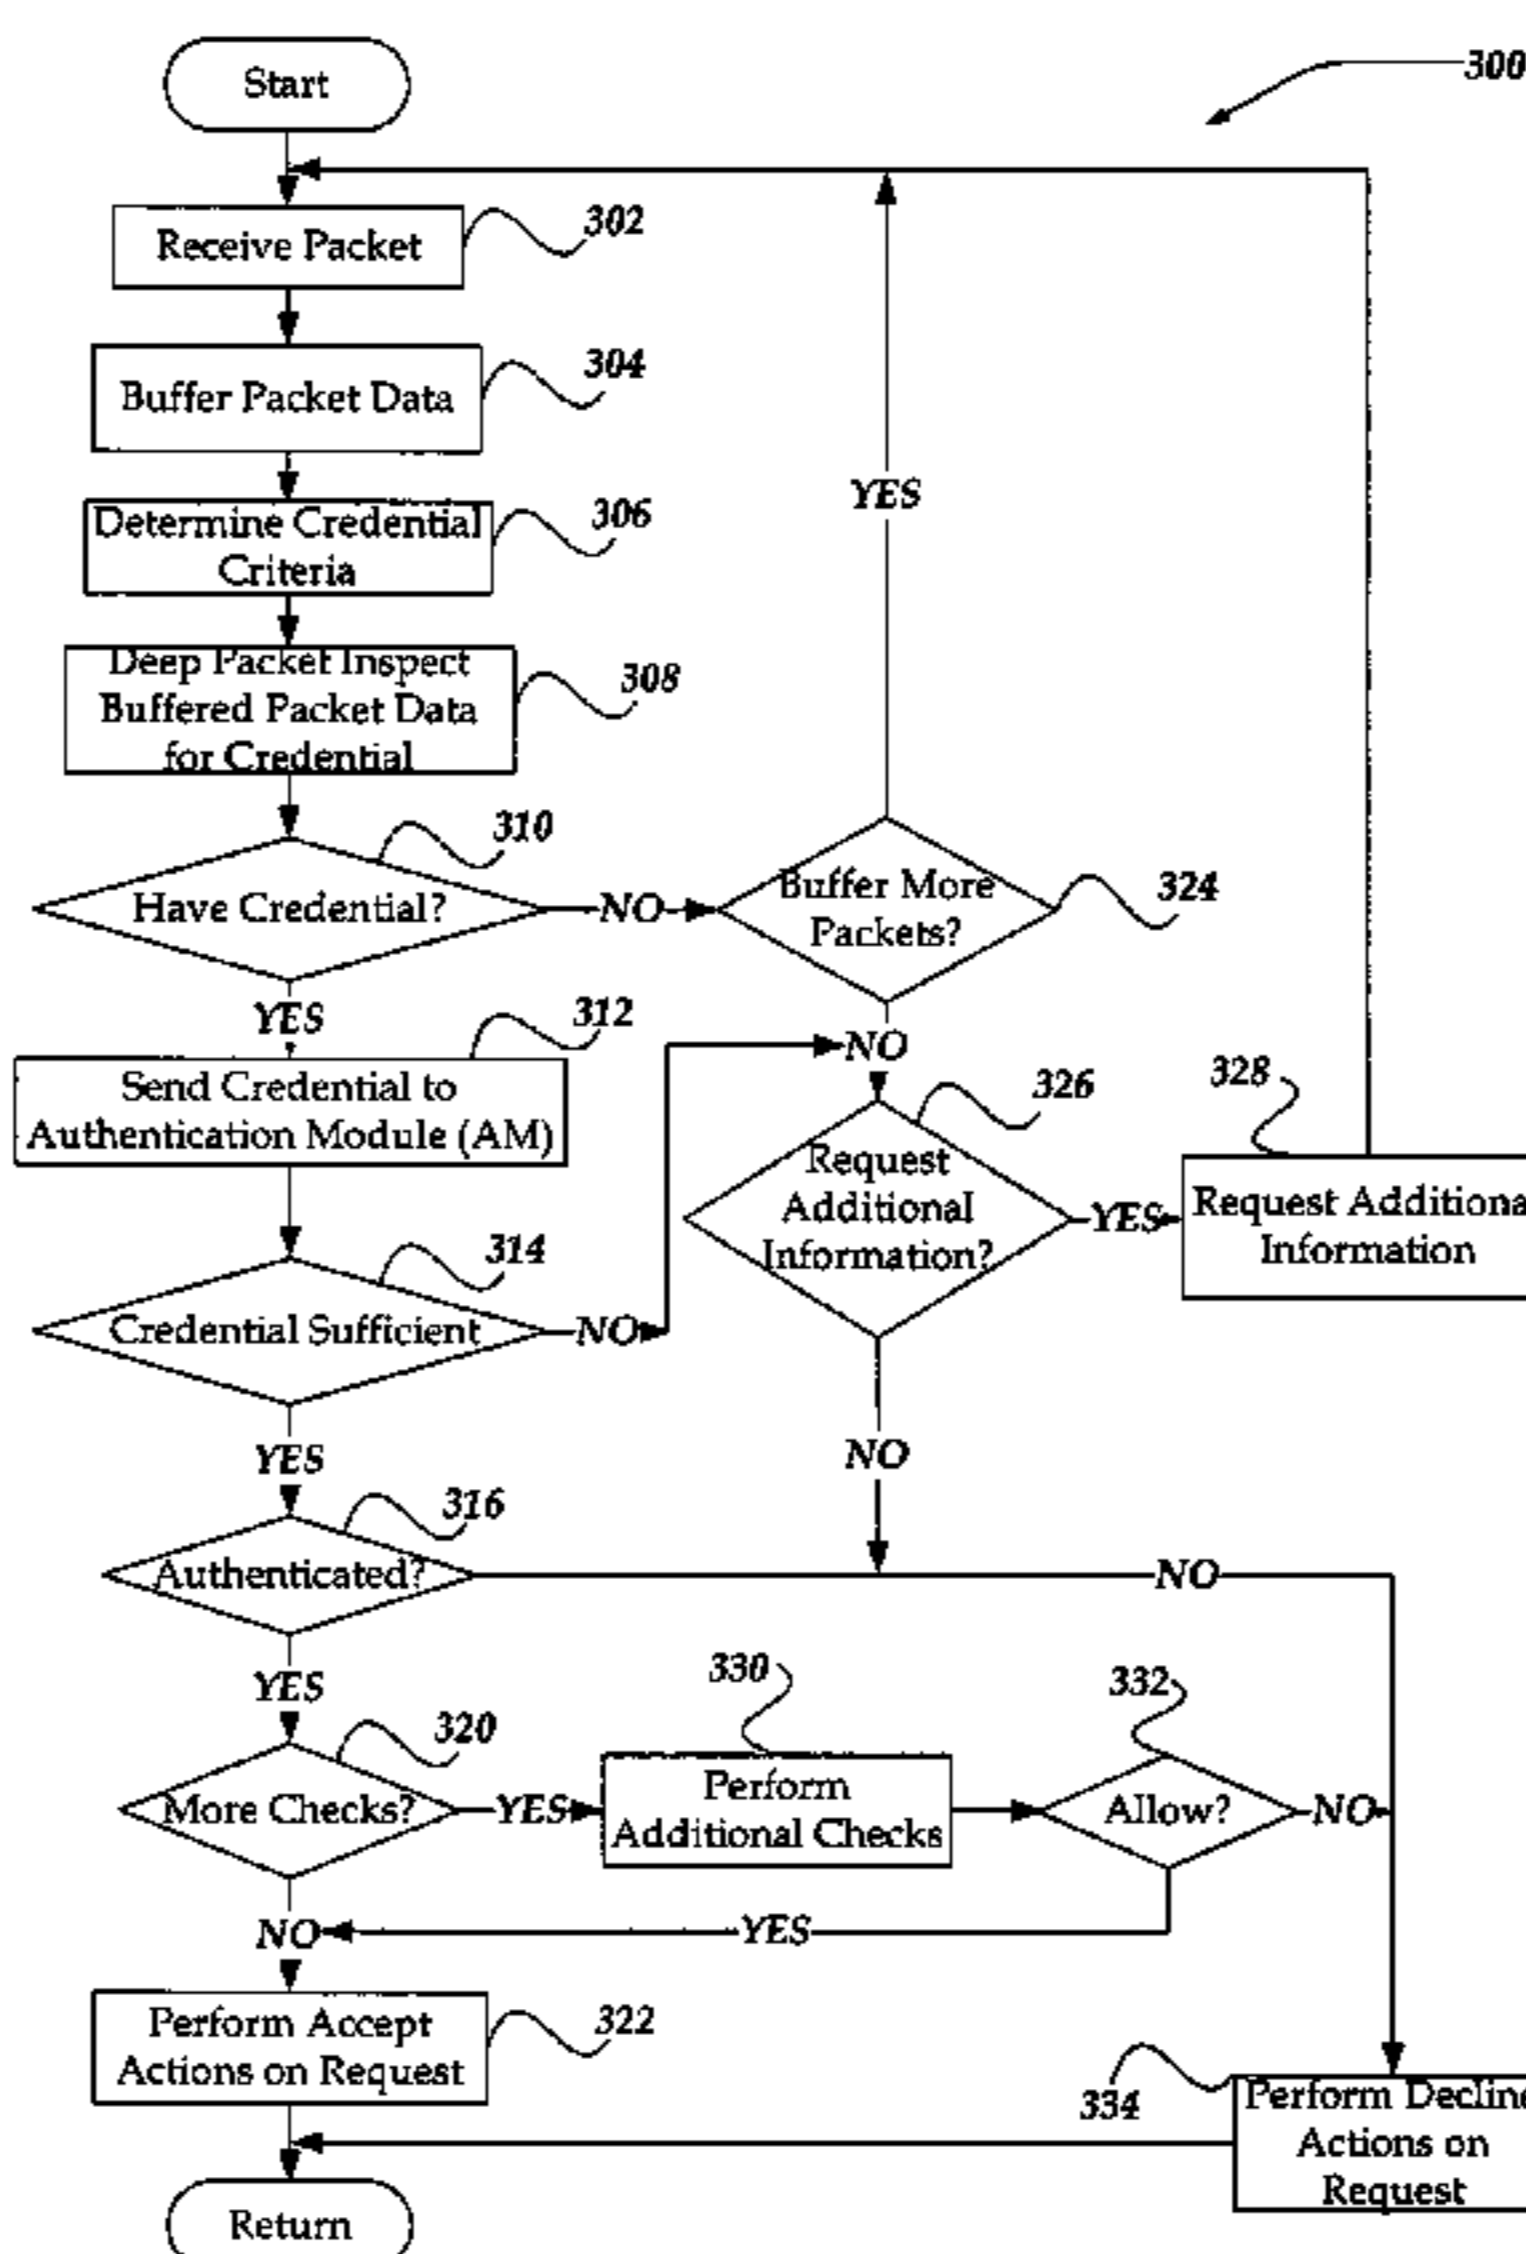 Start
300
Receive Packet
302
Buffer Packet Data
304
Determine Credential
Criteria
306
Deep Packet Inspect
Buffered Packet Data
for Credential
308
YES
310
Have Credential?
NO
Buffer More
Packets?
324
YES
312
Send Credential to
Authentication Module (AM)
NO
326
Request
Additional
Information?
YES
328
Request Additiona
Information
314
Credential Sufficient
NO
YES
NO
316
Authenticated?
NO
YES
320
More Checks?
YES
330
Perform
Additional Checks
332
Allow?
NO
NO
YES
Perform Accept
Actions on Request
322
334
Perform Decline
Actions on
Request
Return